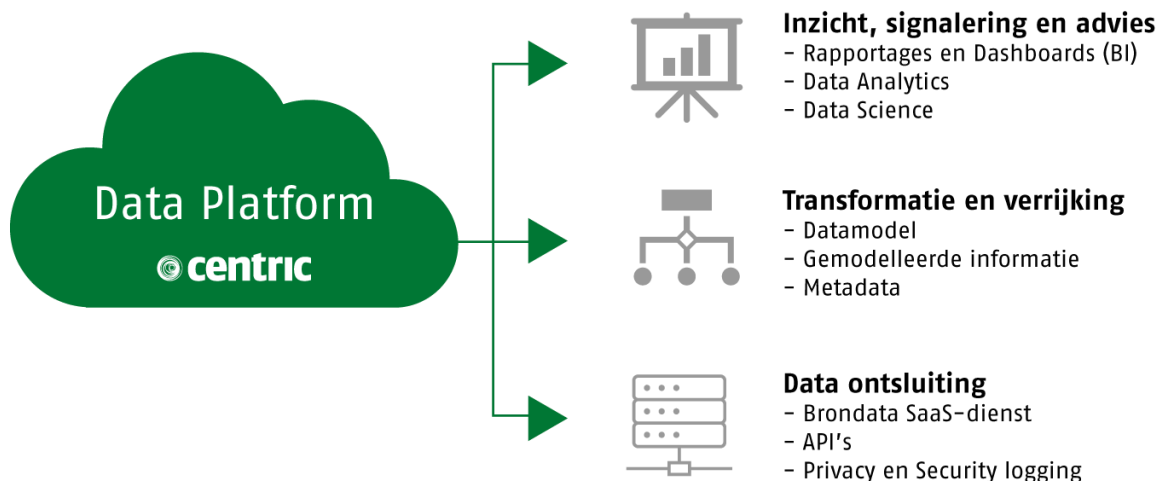 Data Platform
centric
Inzicht, signalering en advies
- Rapportages en Dashboards (BI)
- Data Analytics
- Data Science
Transformatie en verrijking
- Datamodel
- Gemodelleerde informatie
- Metadata
Data ontsluiting
- Brondata SaaS-dienst
- API's
- Privacy en Security logging